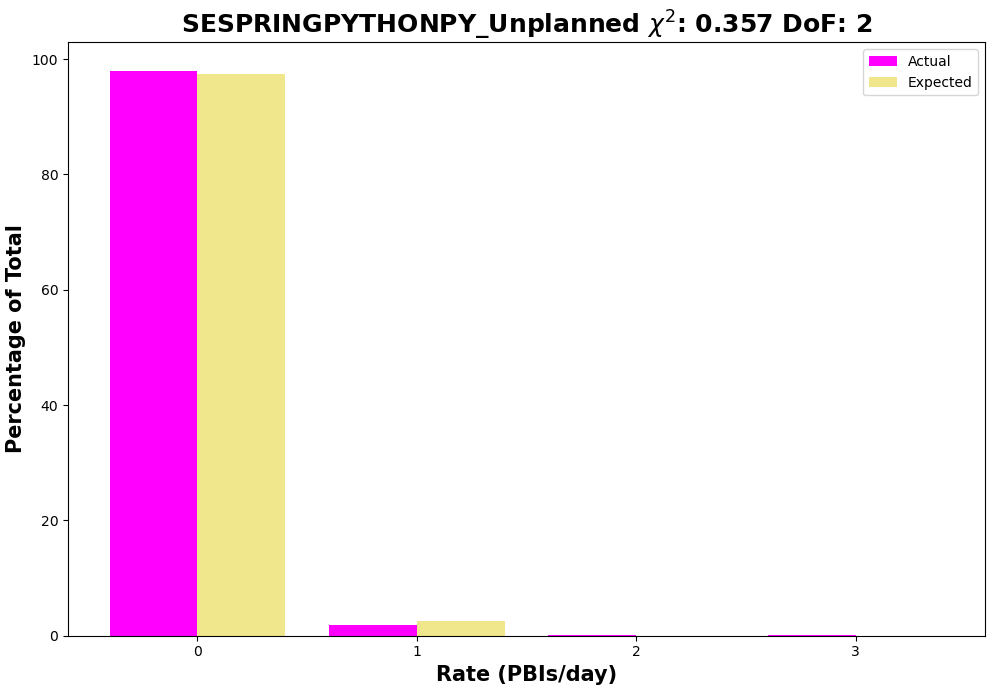 SESPRINGPYTHONPY_Unplanned χ²: 0.357 DoF: 2
Actual
Expected
Percentage of Total
100
80
60
40
20
0
0 1 2 3
Rate (PBIs/day)